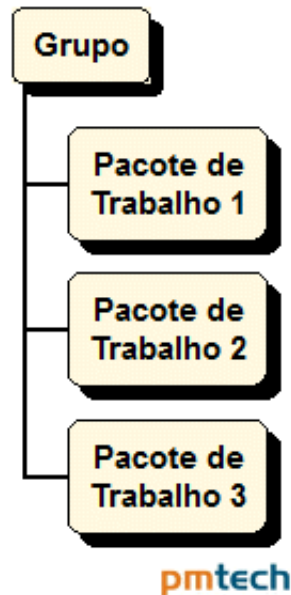 Grupo
Pacote de
Trabalho 1
Pacote de
Trabalho 2
Pacote de
Trabalho 3
pmtech